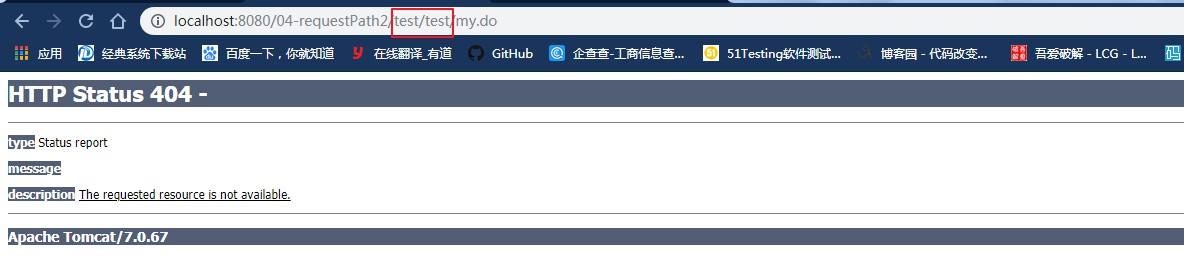 localhost:8080/04-requestPath2/test/test/my.do
应用 经典系统下载站 百度一下，你就知道 y 在线翻译_有道 GitHub 企查查-工商信息查... 51 51Testing软件测试... 博客园 - 代码改变... 吾爱破解 - LCG - L... 码
HTTP Status 404 -
type Status report
message
description The requested resource is not available.
Apache Tomcat/7.0.67